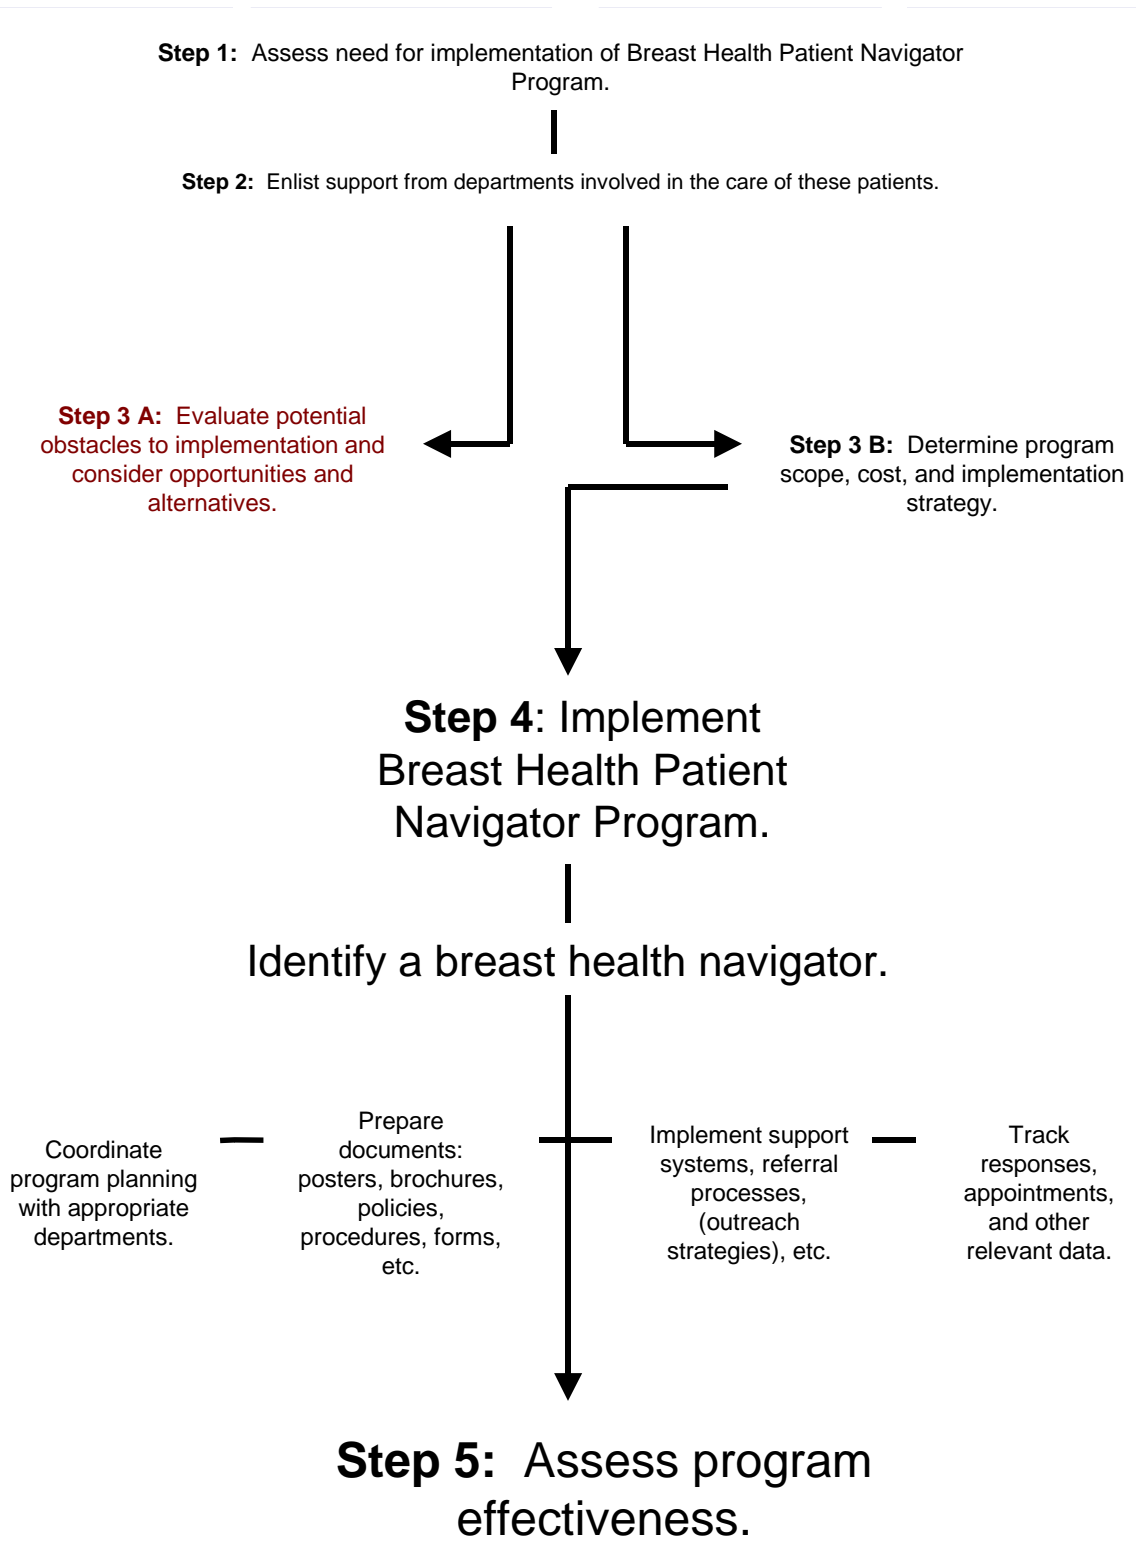 Step 1: Assess need for implementation of Breast Health Patient Navigator
Program.
Step 2: Enlist support from departments involved in the care of these patients.
Step 3 A: Evaluate potential
obstacles to implementation and
consider opportunities and
alternatives.
Step 3 B: Determine program
scope, cost, and implementation
strategy.
Step 4: Implement
Breast Health Patient
Navigator Program.
Identify a breast health navigator.
Coordinate
program planning
with appropriate
departments.
Prepare
documents:
posters, brochures,
policies,
procedures, forms,
etc.
Implement support
systems, referral
processes,
(outreach
strategies), etc.
Track
responses,
appointments,
and other
relevant data.
Step 5: Assess program
effectiveness.